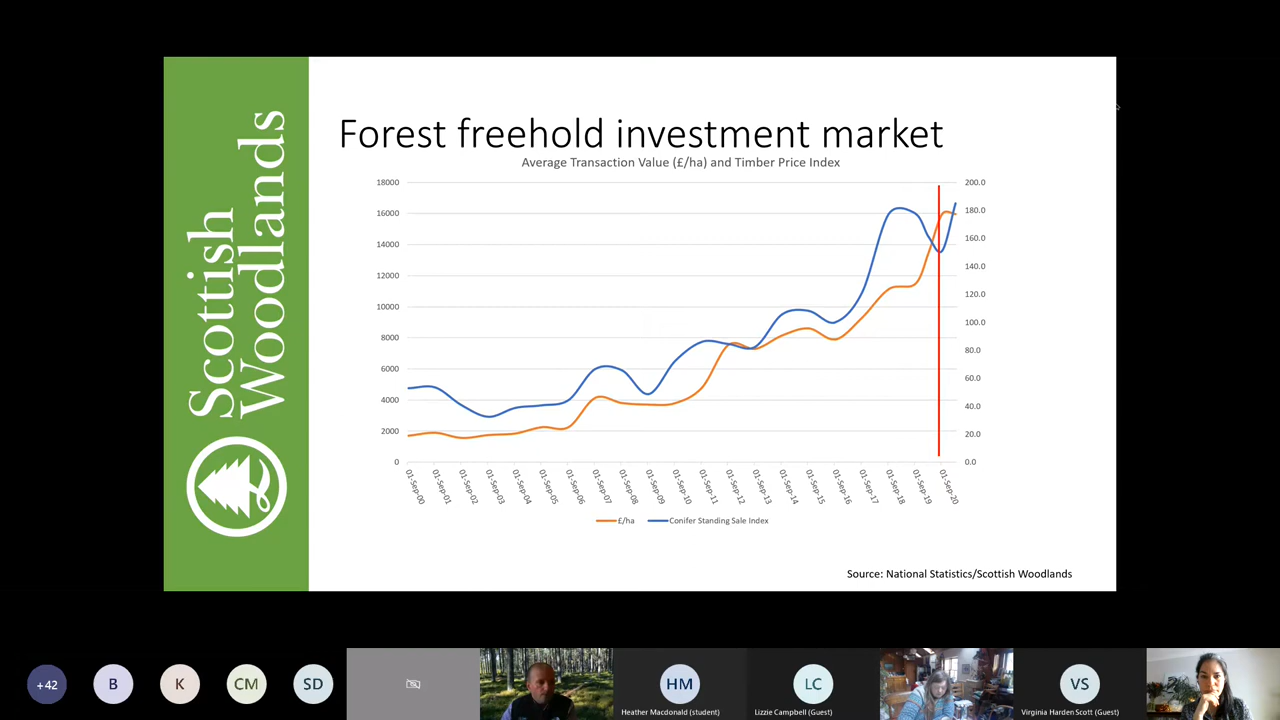 Scottish
Woodlands
Forest freehold investment market
Average Transaction Value (£/ha) and Timber Price Index
18000
16000
14000
12000
10000
8000
6000
4000
2000
0
200.0
180.0
160.0
140.0
120.0
100.0
80.0
60.0
40.0
20.0
0.0
01-Sep-00
01-Sep-01
01-Sep-02
01-Sep-03
01-Sep-04
01-Sep-05
01-Sep-06
01-Sep-07
01-Sep-08
01-Sep-09
01-Sep-10
01-Sep-11
01-Sep-12
01-Sep-13
01-Sep-14
01-Sep-15
01-Sep-16
01-Sep-17
01-Sep-18
01-Sep-19
01-Sep-20
£/ha
Conifer Standing Sale Index
Source: National Statistics/Scottish Woodlands
+42
B
K
CM
SD
HM
Heather Macdonald (student)
LC
Lizzie Campbell (Guest)
VS
Virginia Harden Scott (Guest)